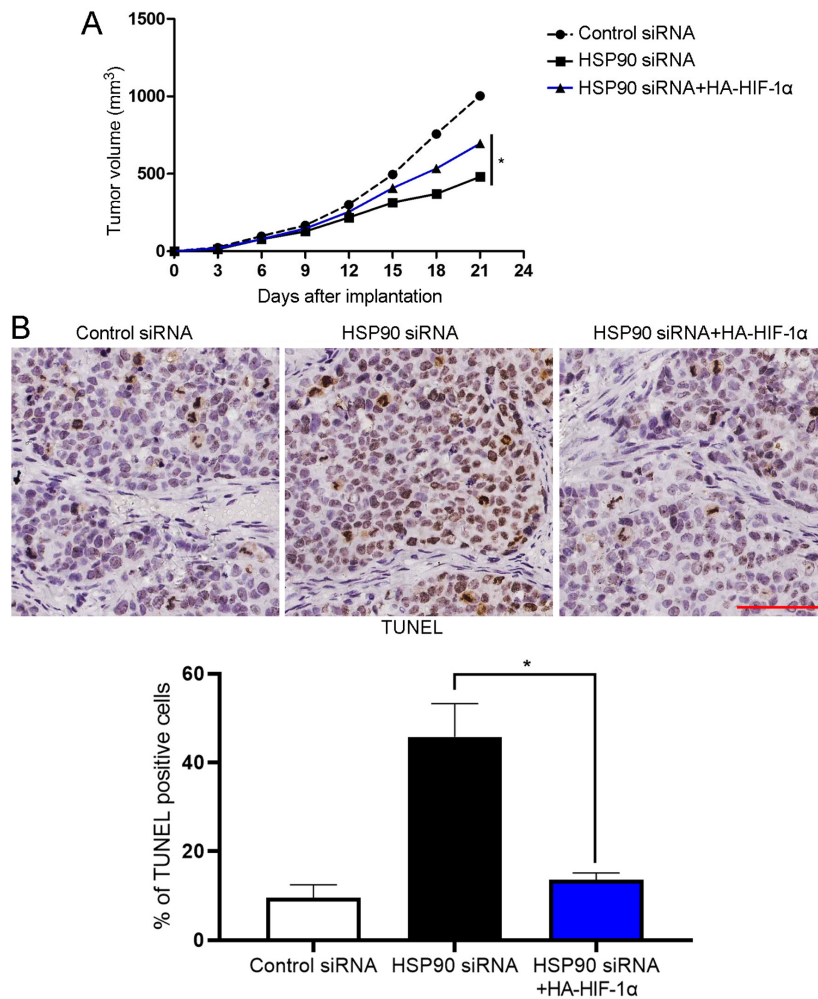 A
1500
1000
500
0
Tumor volume (mm³)
0 3 6 9 12 15 18 21 24
Days after implantation
Control siRNA
HSP90 siRNA
HSP90 siRNA+HA-HIF-1α
*
B
Control siRNA HSP90 siRNA HSP90 siRNA+HA-HIF-1α
TUNEL
60
40
20
0
% of TUNEL positive cells
*
Control siRNA HSP90 siRNA HSP90 siRNA
+HA-HIF-1α